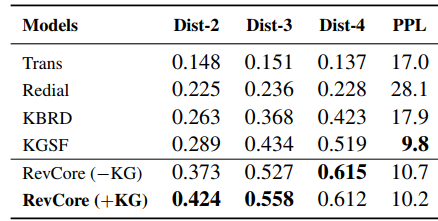 Models Dist-2 Dist-3 Dist-4 PPL
Trans 0.148 0.151 0.137 17.0
Redial 0.225 0.236 0.228 28.1
KBRD 0.263 0.368 0.423 17.9
KGSF 0.289 0.434 0.519 9.8
RevCore (−KG) 0.373 0.527 0.615 10.7
RevCore (+KG) 0.424 0.558 0.612 10.2